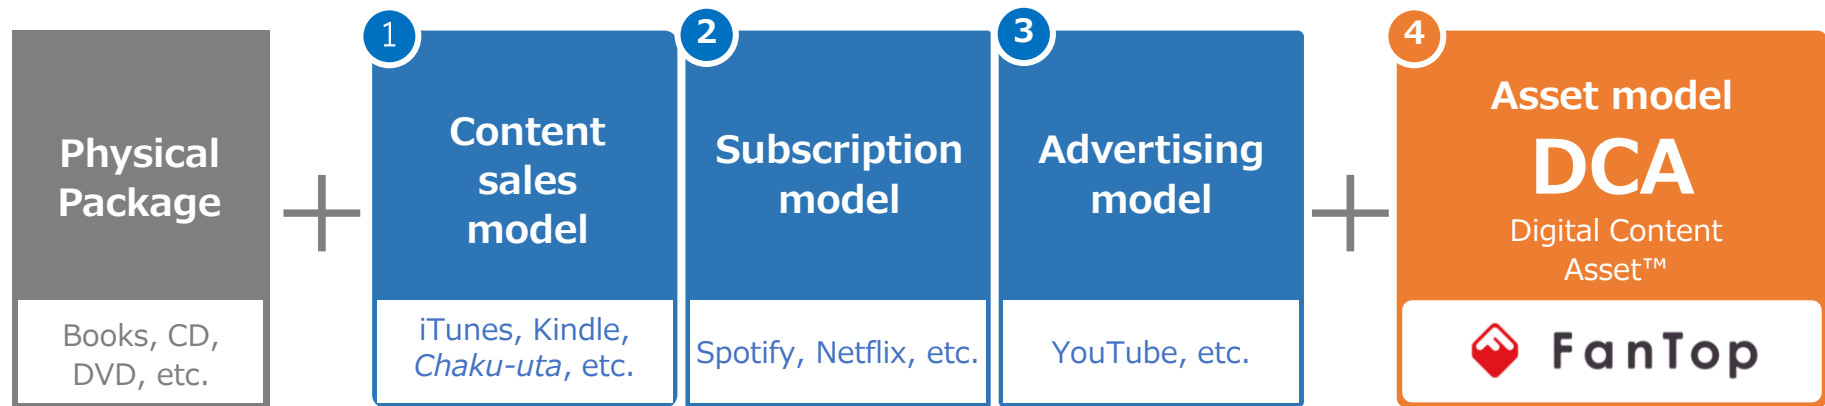 Physical
Package
Books, CD,
DVD, etc.
1
Content
sales
model
iTunes, Kindle,
Chaku-uta, etc.
2
Subscription
model
Spotify, Netflix, etc.
3
Advertising
model
YouTube, etc.
4
Asset model
DCA
Digital Content
Asset™
FanTop